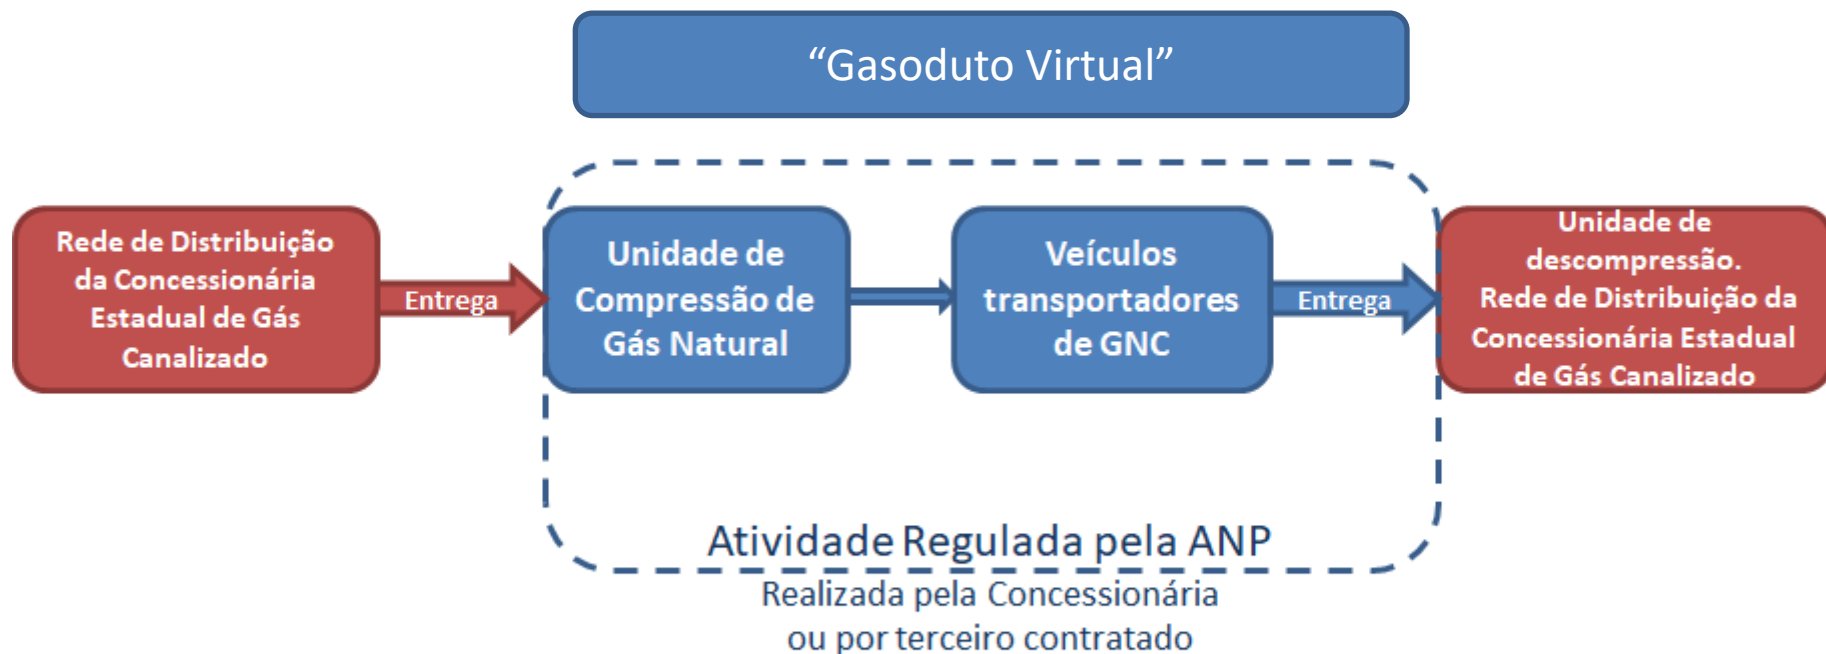 “Gasoduto Virtual”
Rede de Distribuição
da Concessionária
Estadual de Gás
Canalizado
Entrega
Unidade de
Compressão de
Gás Natural
Veículos
transportadores
de GNC
Entrega
Unidade de
descompressão.
Rede de Distribuição da
Concessionária Estadual
de Gás Canalizado
Atividade Regulada pela ANP
Realizada pela Concessionária
ou por terceiro contratado